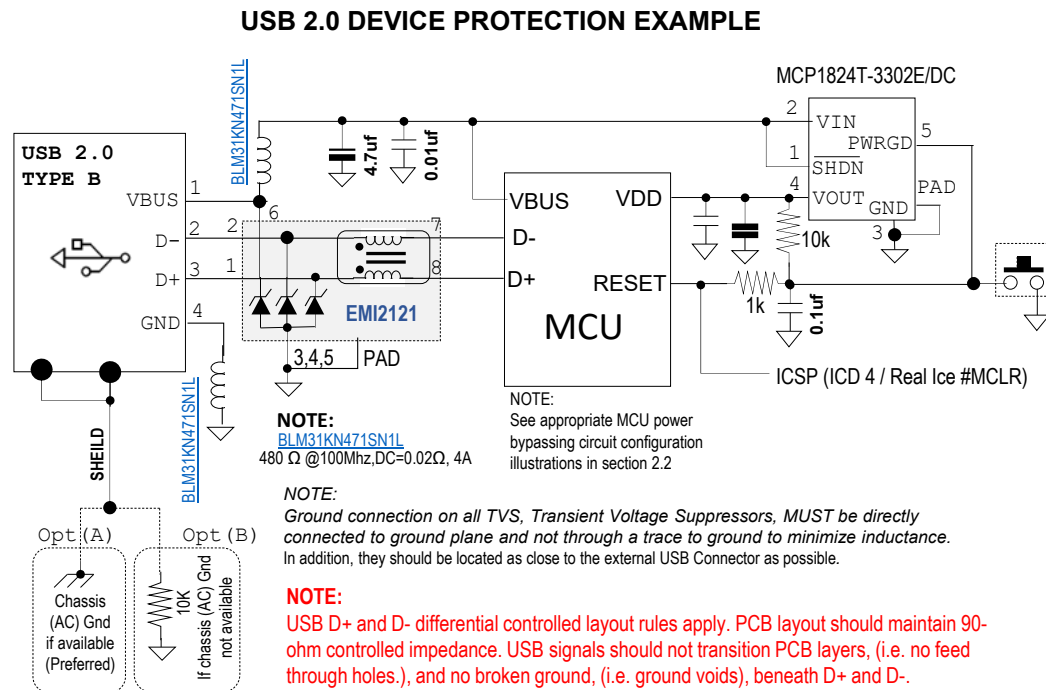 USB 2.0 DEVICE PROTECTION EXAMPLE
MCP1824T-3302E/DC
BLM31KN471SN1L
USB 2.0
TYPE B
VBUS
1
D-
2
D+
3
GND
4
4.7uf
0.01uf
2
VIN
PWRGD
5
1
SHDN
4
VOUT
PAD
GND
3
6
2
7
1
8
EMI2121
3,4,5
PAD
VBUS
VDD
D-
D+
RESET
MCU
10k
1k
0.1uf
ICSP (ICD 4 / Real Ice #MCLR)
BLM31KN471SN1L
SHEILD
NOTE:
BLM31KN471SN1L
480 Ω @100Mhz,DC=0.02Ω, 4A
NOTE:
See appropriate MCU power
bypassing circuit configuration
illustrations in section 2.2
NOTE:
Ground connection on all TVS, Transient Voltage Suppressors, MUST be directly
connected to ground plane and not through a trace to ground to minimize inductance.
In addition, they should be located as close to the external USB Connector as possible.
Opt(A)
Chassis
(AC) Gnd
if available
(Preferred)
Opt(B)
10K
If chassis (AC) Gnd
not available
NOTE:
USB D+ and D- differential controlled layout rules apply. PCB layout should maintain 90-
ohm controlled impedance. USB signals should not transition PCB layers, (i.e. no feed
through holes.), and no broken ground, (i.e. ground voids), beneath D+ and D-.